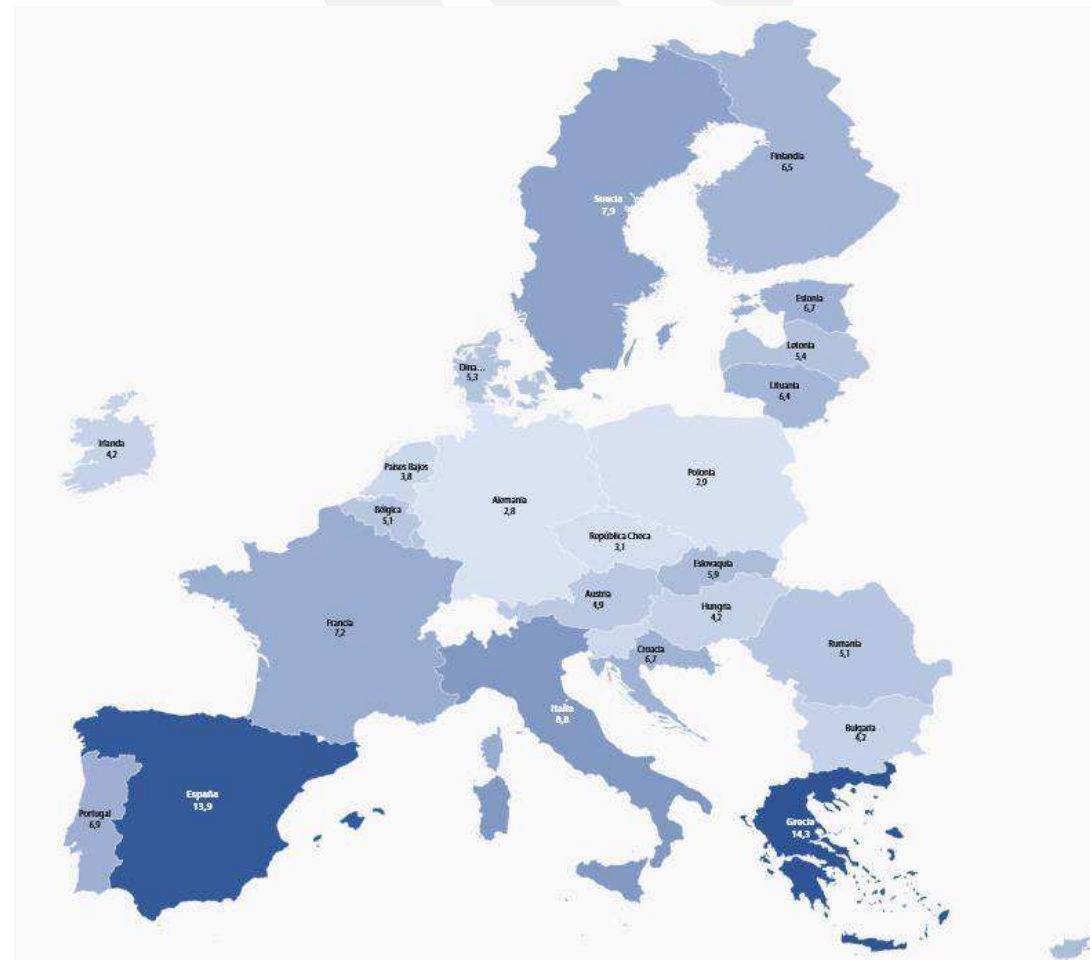 Finlandia
6,5
Suecia
7,9
Estonia
6,7
Letonia
5,4
Dina...
5,3
Lituania
6,4
Irlanda
4,2
Países Bajos
3,8
Polonia
2,9
Alemania
2,8
Bélgica
5,1
República Checa
3,1
Eslovaquia
5,9
Austria
4,9
Hungría
4,2
Francia
7,2
Rumanía
5,1
Croacia
6,7
Italia
8,8
Bulgaria
4,2
España
13,9
Portugal
6,9
Grecia
14,3